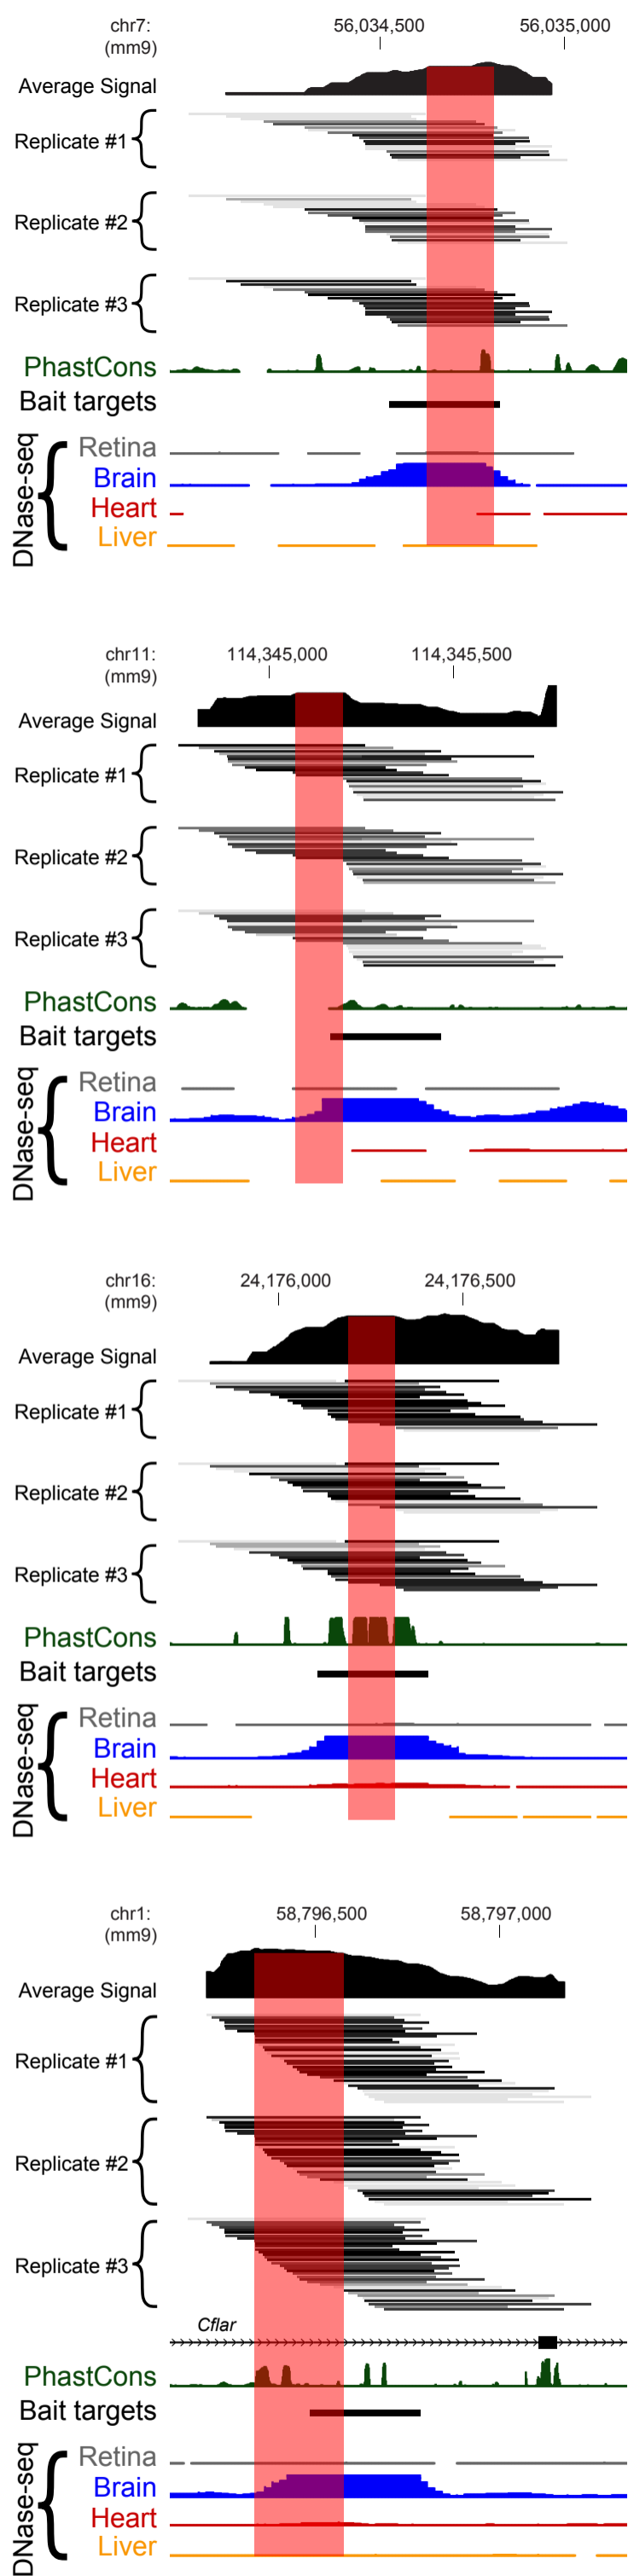 chr7: 56,034,500 56,035,000
(mm9)
Average Signal
Replicate #1
Replicate #2
Replicate #3
PhastCons
Bait targets
DNase-seq
Retina
Brain
Heart
Liver
chr11: 114,345,000 114,345,500
(mm9)
Average Signal
Replicate #1
Replicate #2
Replicate #3
PhastCons
Bait targets
DNase-seq
Retina
Brain
Heart
Liver
chr16: 24,176,000 24,176,500
(mm9)
Average Signal
Replicate #1
Replicate #2
Replicate #3
PhastCons
Bait targets
DNase-seq
Retina
Brain
Heart
Liver
chr1: 58,796,500 58,797,000
(mm9)
Average Signal
Replicate #1
Replicate #2
Replicate #3
Cflar
PhastCons
Bait targets
DNase-seq
Retina
Brain
Heart
Liver